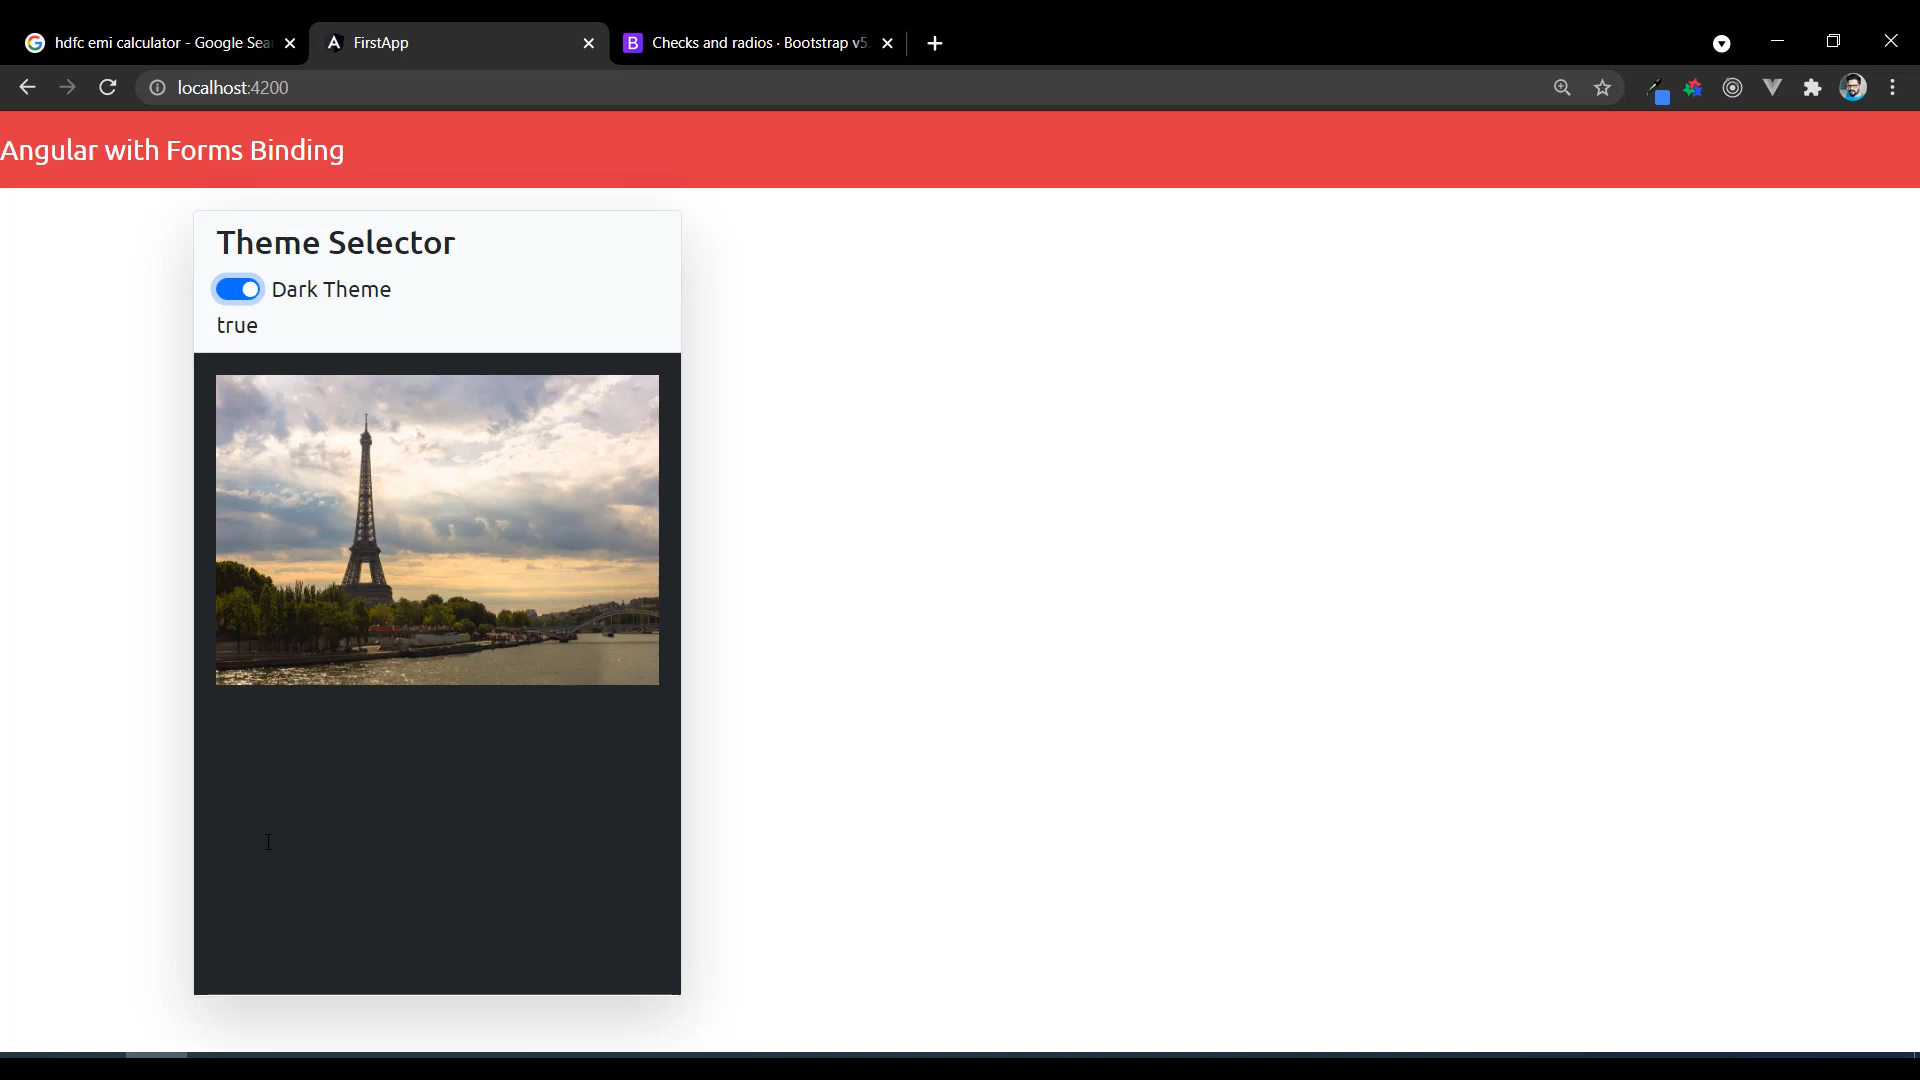 hdfc emi calculator - Google Sea
FirstApp
Checks and radios · Bootstrap v5.
localhost:4200
Angular with Forms Binding
Theme Selector
Dark Theme
true